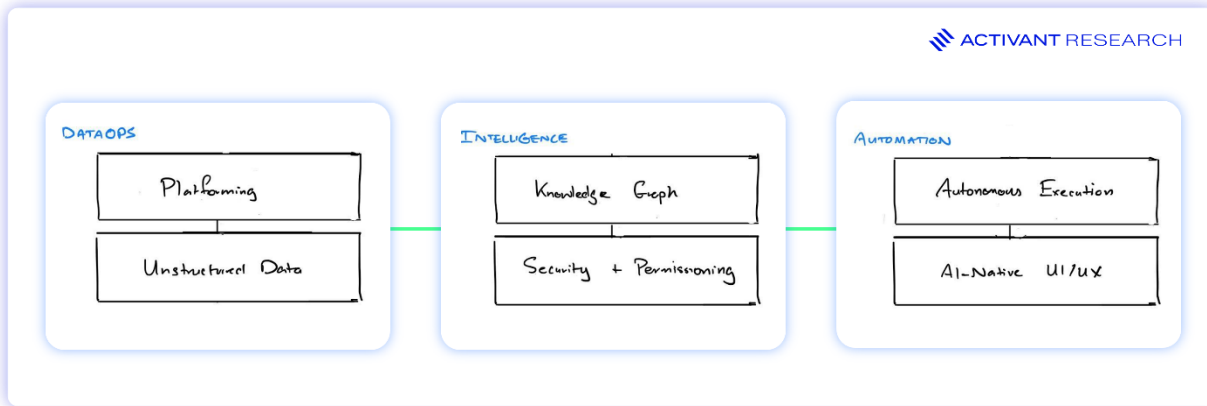 ACTIVANT RESEARCH
DATAOPS
Platforming
Unstructured Data
INTELLIGENCE
Knowledge Graph
Security + Permissioning
AUTOMATION
Autonomous Execution
AI-Native UI/UX